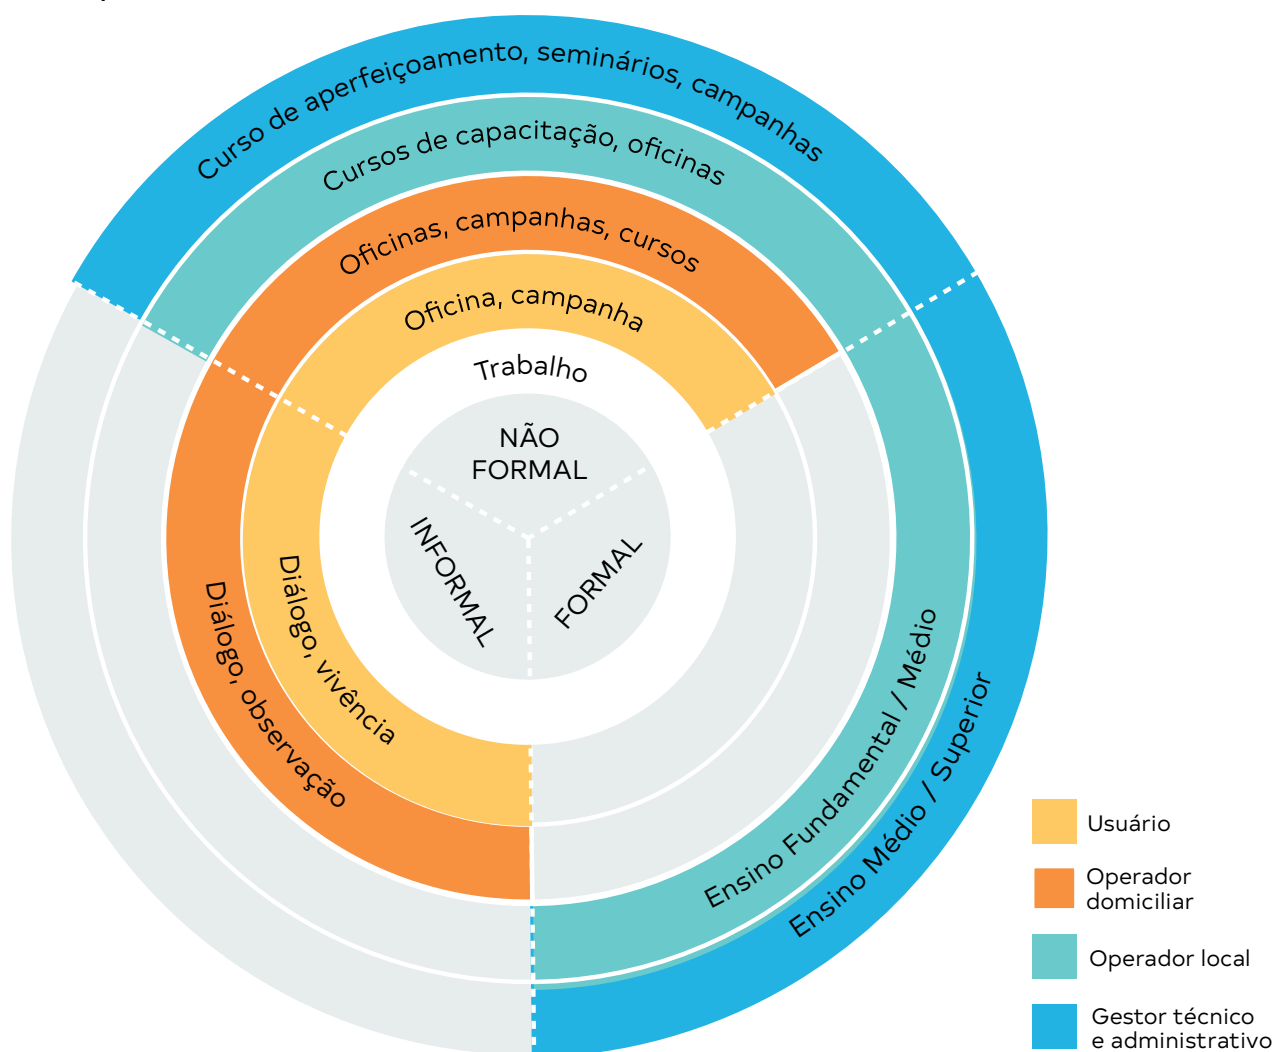 Curso de aperfeiçoamento, seminários, campanhas
Cursos de capacitação, oficinas
Oficinas, campanhas, cursos
Oficina, campanha
Trabalho
NÃO
FORMAL
INFORMAL
FORMAL
Diálogo, vivência
Diálogo, observação
Ensino Fundamental / Médio
Ensino Médio / Superior
Usuário
Operador
domiciliar
Operador local
Gestor técnico
e administrativo